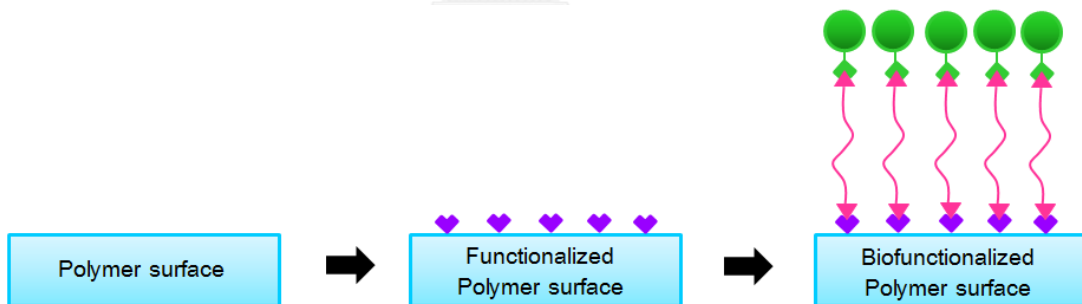 Polymer surface
Functionalized
Polymer surface
Biofunctionalized
Polymer surface